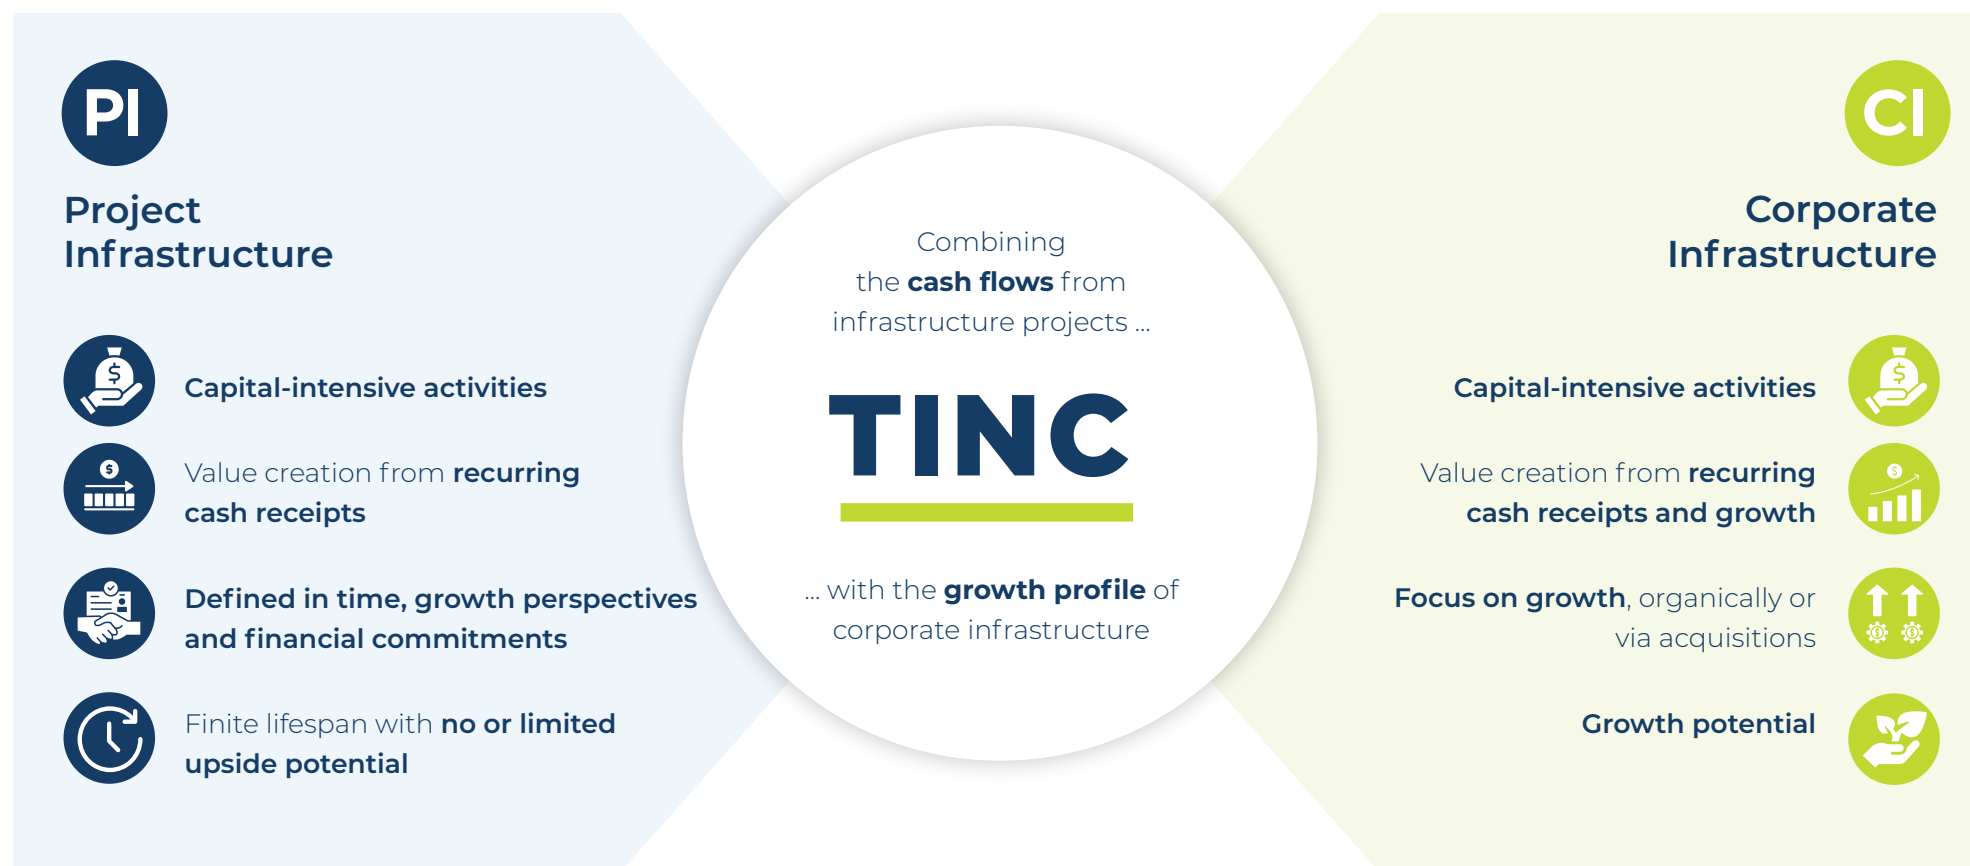 PI
Project
Infrastructure
$
Capital-intensive activities
$
Value creation from recurring
cash receipts
Defined in time, growth perspectives
and financial commitments
Finite lifespan with no or limited
upside potential
Combining
the cash flows from
infrastructure projects ...
TINC
... with the growth profile of
corporate infrastructure
CI
Corporate
Infrastructure
Capital-intensive activities
$
Value creation from recurring
cash receipts and growth
$
Focus on growth, organically or
via acquisitions
$ $
Growth potential